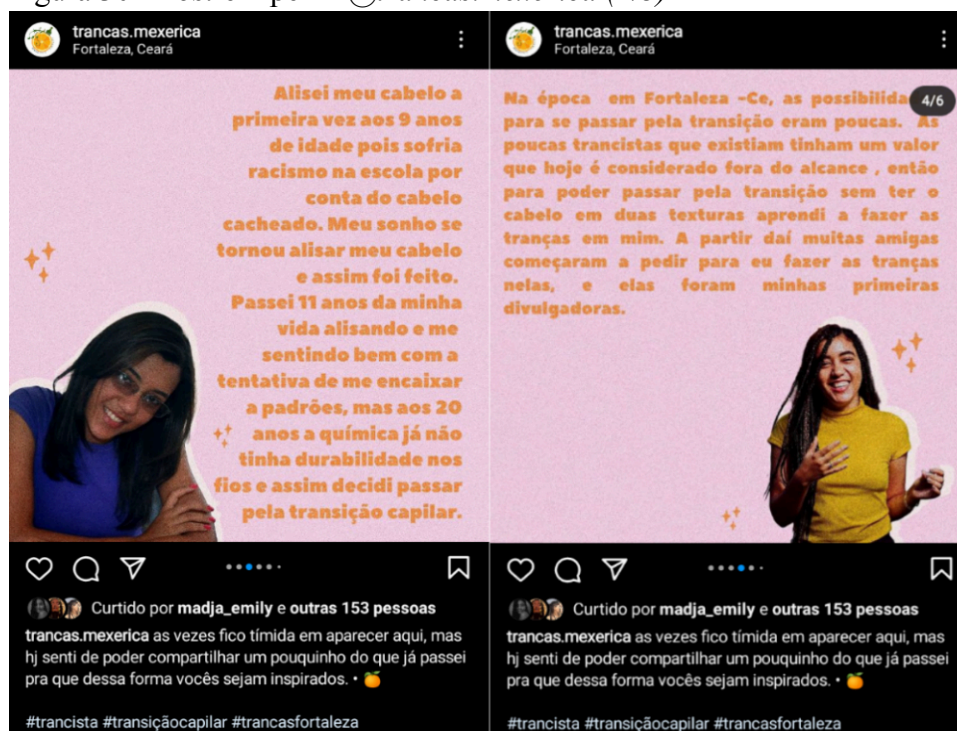 trancas.mexerica
Fortaleza, Ceará
Alisei meu cabelo a
primeira vez aos 9 anos
de idade pois sofria
racismo na escola por
conta do cabelo
cacheado. Meu sonho se
tornou alisar meu cabelo
e assim foi feito.
Passei 11 anos da minha
vida alisando e me
sentindo bem com a
tentativa de me encaixar
a padrões, mas aos 20
anos a química já não
tinha durabilidade nos
fios e assim decidi passar
pela transição capilar.
Curtido por madja_emily e outras 153 pessoas
trancas.mexerica as vezes fico tímida em aparecer aqui, mas
hj senti de poder compartilhar um pouquinho do que já passei
pra que dessa forma vocês sejam inspirados. • 🍊
#trancista #transiçãocapilar #trancasfortaleza
trancas.mexerica
Fortaleza, Ceará
4/6
Na época em Fortaleza -Ce, as possibilida
para se passar pela transição eram poucas. As
poucas trancistas que existiam tinham um valor
que hoje é considerado fora do alcance , então
para poder passar pela transição sem ter o
cabelo em duas texturas aprendi a fazer as
tranças em mim. A partir daí muitas amigas
começaram a pedir para eu fazer as tranças
nelas, e elas foram minhas primeiras
divulgadoras.
Curtido por madja_emily e outras 153 pessoas
trancas.mexerica as vezes fico tímida em aparecer aqui, mas
hj senti de poder compartilhar um pouquinho do que já passei
pra que dessa forma vocês sejam inspirados. • 🍊
#trancista #transiçãocapilar #trancasfortaleza